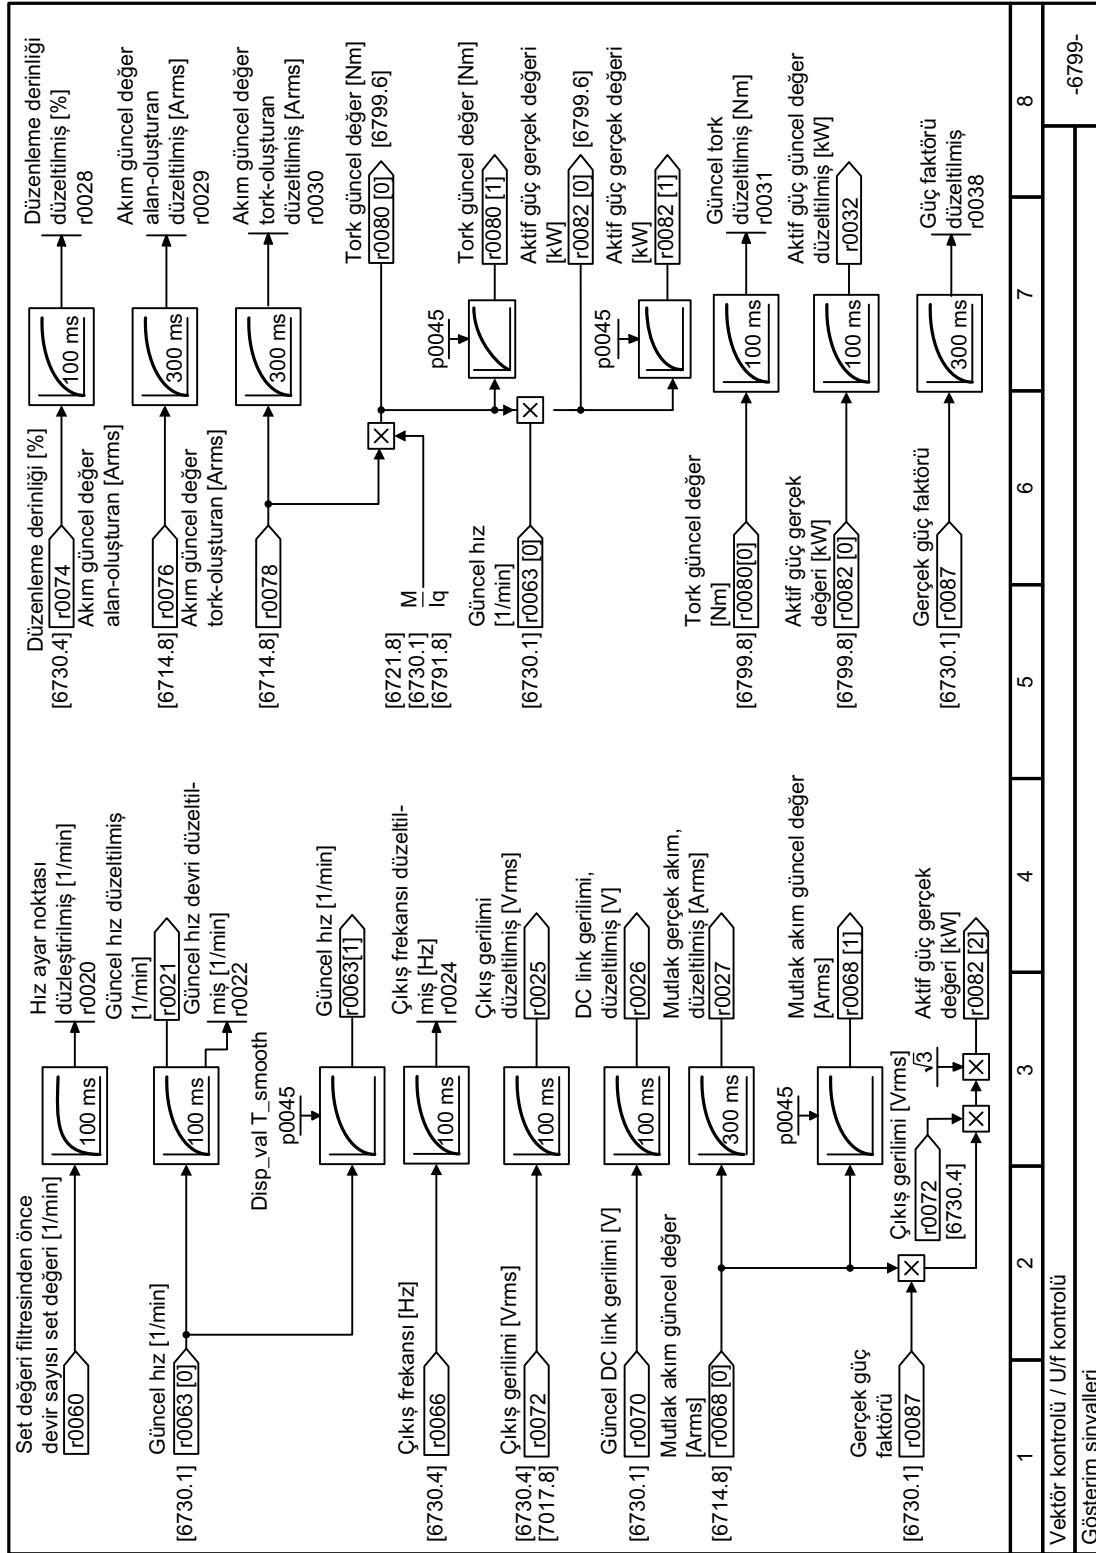 Set değeri filtresinden önce
devir sayısı set değeri [1/min]
r0060
100 ms
Hız ayar noktası
düzleştirilmiş [1/min]
r0020
Güncel hız [1/min]
[6730.1]
r0063 [0]
100 ms
Güncel hız düzeltilmiş
[1/min]
r0021
Güncel hız devri düzeltil-
miş [1/min]
r0022
Disp_val T_smooth
p0045
Güncel hız [1/min]
r0063[1]
Çıkış frekansı [Hz]
[6730.4]
r0066
100 ms
Çıkış frekansı düzeltil-
miş [Hz]
r0024
Çıkış gerilimi [Vrms]
[6730.4]
[7017.8]
r0072
100 ms
Çıkış gerilimi
düzeltilmiş [Vrms]
r0025
Güncel DC link gerilimi [V]
[6730.1]
r0070
100 ms
DC link gerilimi,
düzeltilmiş [V]
r0026
Mutlak akım güncel değer
[Arms]
[6714.8]
r0068 [0]
300 ms
Mutlak gerçek akım,
düzeltilmiş [Arms]
r0027
p0045
Mutlak akım güncel değer
[Arms]
r0068 [1]
Gerçek güç
faktörü
[6730.1]
r0087
Çıkış gerilimi [Vrms]
r0072
[6730.4]
√3
Aktif güç gerçek
değeri [kW]
r0082 [2]
Düzenleme derinliği [%]
[6730.4]
r0074
100 ms
Düzenleme derinliği
düzeltilmiş [%]
r0028
Akım güncel değer
alan-oluşturan [Arms]
[6714.8]
r0076
300 ms
Akım güncel değer
alan-oluşturan
düzeltilmiş [Arms]
r0029
Akım güncel değer
tork-oluşturan [Arms]
[6714.8]
r0078
300 ms
Akım güncel değer
tork-oluşturan
düzeltilmiş [Arms]
r0030
[6721.8]
[6730.1]
[6791.8]
M
Iq
Tork güncel değer [Nm]
r0080 [0]
[6799.6]
p0045
Tork güncel değer [Nm]
r0080 [1]
Güncel hız
[1/min]
[6730.1]
r0063 [0]
Aktif güç gerçek değeri
[kW]
r0082 [0]
[6799.6]
p0045
Aktif güç gerçek değeri
[kW]
r0082 [1]
Tork güncel değer
[Nm]
[6799.8]
r0080[0]
100 ms
Güncel tork
düzeltilmiş [Nm]
r0031
Aktif güç gerçek
değeri [kW]
[6799.8]
r0082 [0]
100 ms
Aktif güç güncel değer
düzeltilmiş [kW]
r0032
Gerçek güç faktörü
[6730.1]
r0087
300 ms
Güç faktörü
düzeltilmiş
r0038
1 2 3 4 5 6 7 8
Vektör kontrolü / U/f kontrolü
Gösterim sinyalleri
-6799-